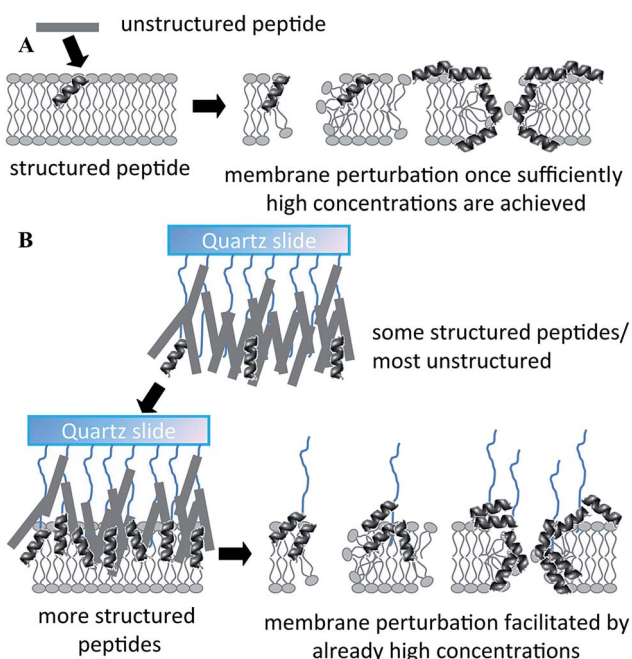 A
unstructured peptide
structured peptide
membrane perturbation once sufficiently
high concentrations are achieved
B
Quartz slide
some structured peptides/
most unstructured
Quartz slide
more structured
peptides
membrane perturbation facilitated by
already high concentrations